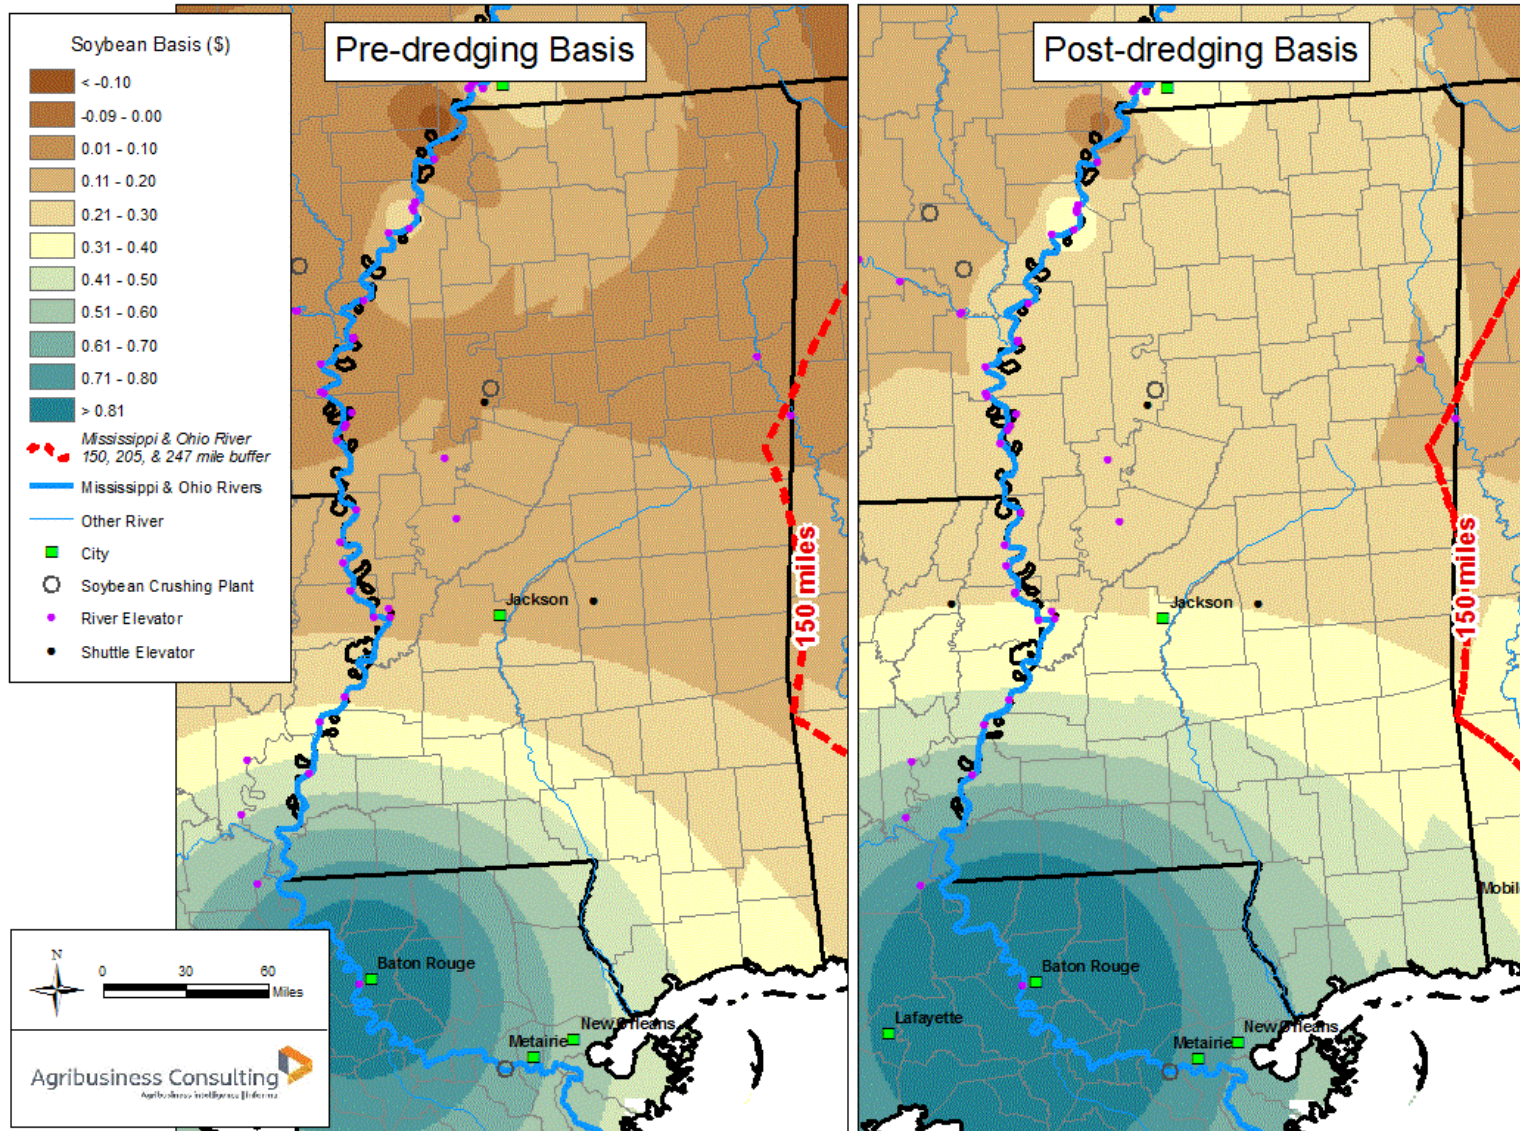 Soybean Basis ($)
< -0.10
-0.09 - 0.00
0.01 - 0.10
0.11 - 0.20
0.21 - 0.30
0.31 - 0.40
0.41 - 0.50
0.51 - 0.60
0.61 - 0.70
0.71 - 0.80
> 0.81
Mississippi & Ohio River
150, 205, & 247 mile buffer
Mississippi & Ohio Rivers
Other River
City
Soybean Crushing Plant
River Elevator
Shuttle Elevator
N
0 30 60
Miles
Agribusiness Consulting
Agribusiness intelligence | Informa
Pre-dredging Basis
Jackson
150 miles
Baton Rouge
New Orleans
Metairie
Post-dredging Basis
Jackson
150 miles
Mobile
Baton Rouge
Lafayette
New Orleans
Metairie